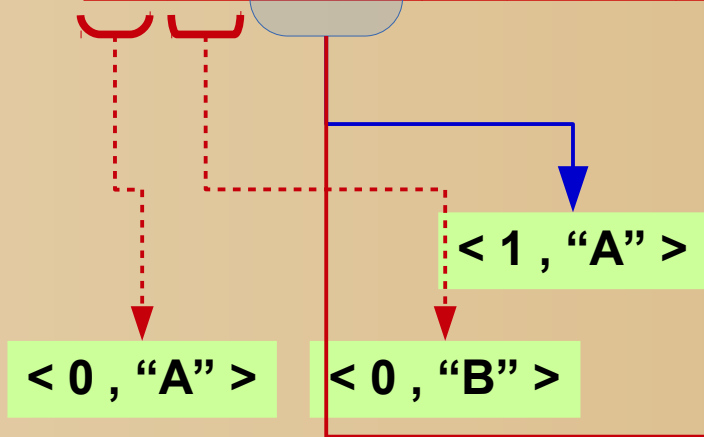 < 1 , “A” >
< 0 , “A” >
< 0 , “B” >